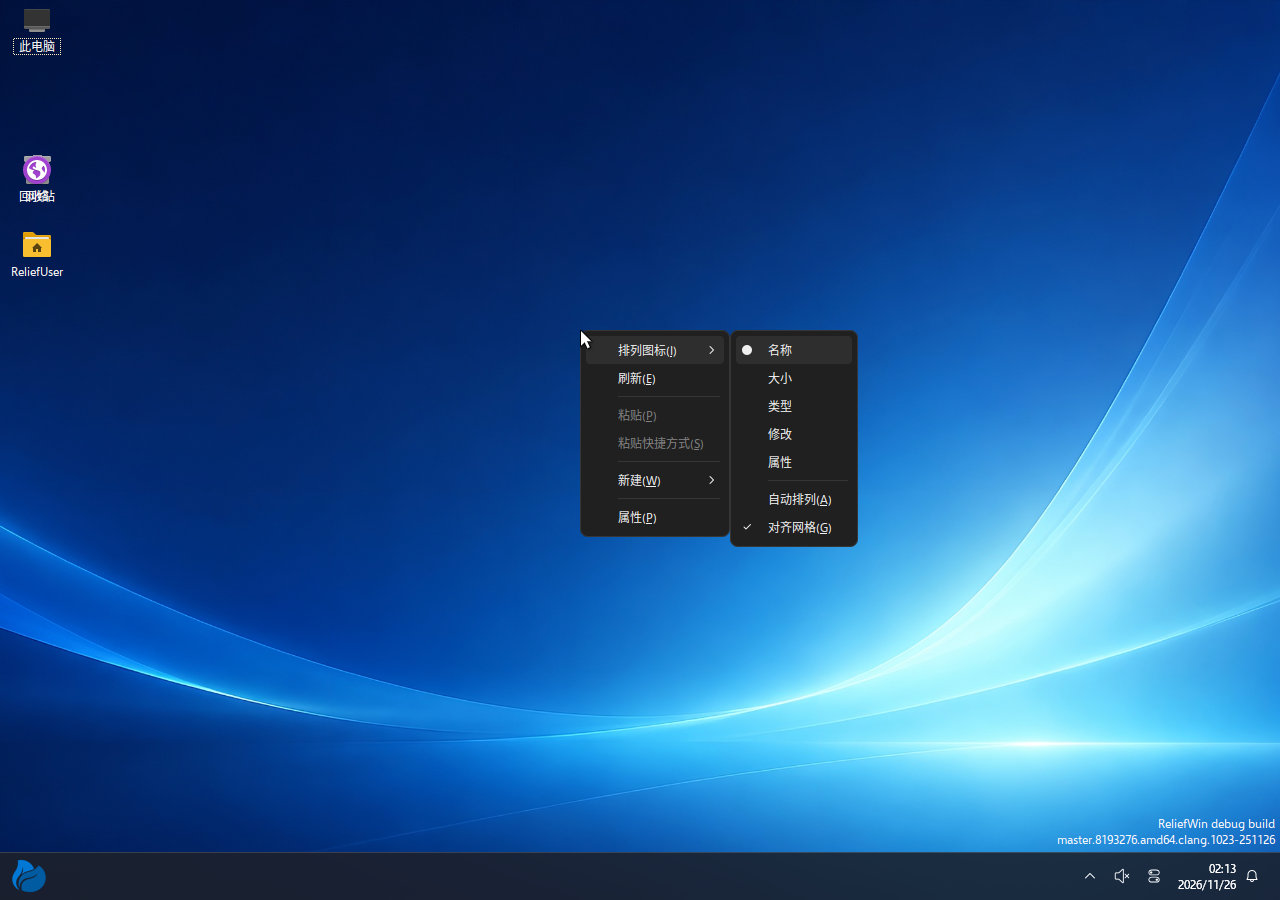 此电脑
ReliefUser
排列图标(I)
刷新(E)
粘贴(P)
粘贴快捷方式(S)
新建(W)
属性(P)
名称
大小
类型
修改
属性
自动排列(A)
对齐网格(G)
ReliefWin debug build
master.8193276.amd64.clang.1023-251126
02:13
2026/11/26